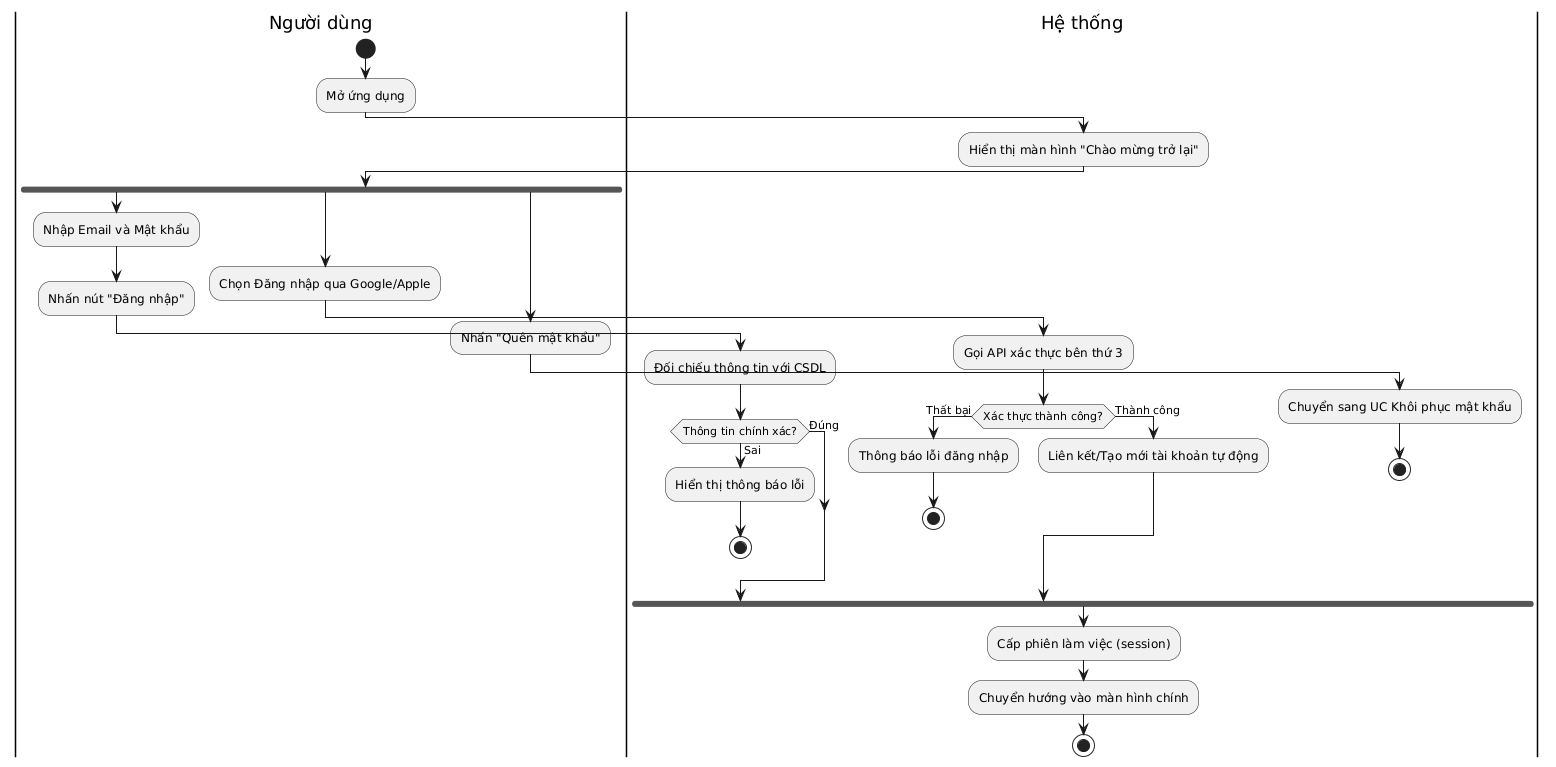 Người dùng
Hệ thống
Mở ứng dụng
Hiển thị màn hình "Chào mừng trở lại"
Nhập Email và Mật khẩu
Chọn Đăng nhập qua Google/Apple
Nhấn nút "Đăng nhập"
Nhấn "Quên mật khẩu"
Gọi API xác thực bên thứ 3
Đối chiếu thông tin với CSDL
Chuyển sang UC Khôi phục mật khẩu
Thất bại
Xác thực thành công?
Thành công
Thông tin chính xác?
Đúng
Sai
Thông báo lỗi đăng nhập
Liên kết/Tạo mới tài khoản tự động
Hiển thị thông báo lỗi
Cấp phiên làm việc (session)
Chuyển hướng vào màn hình chính